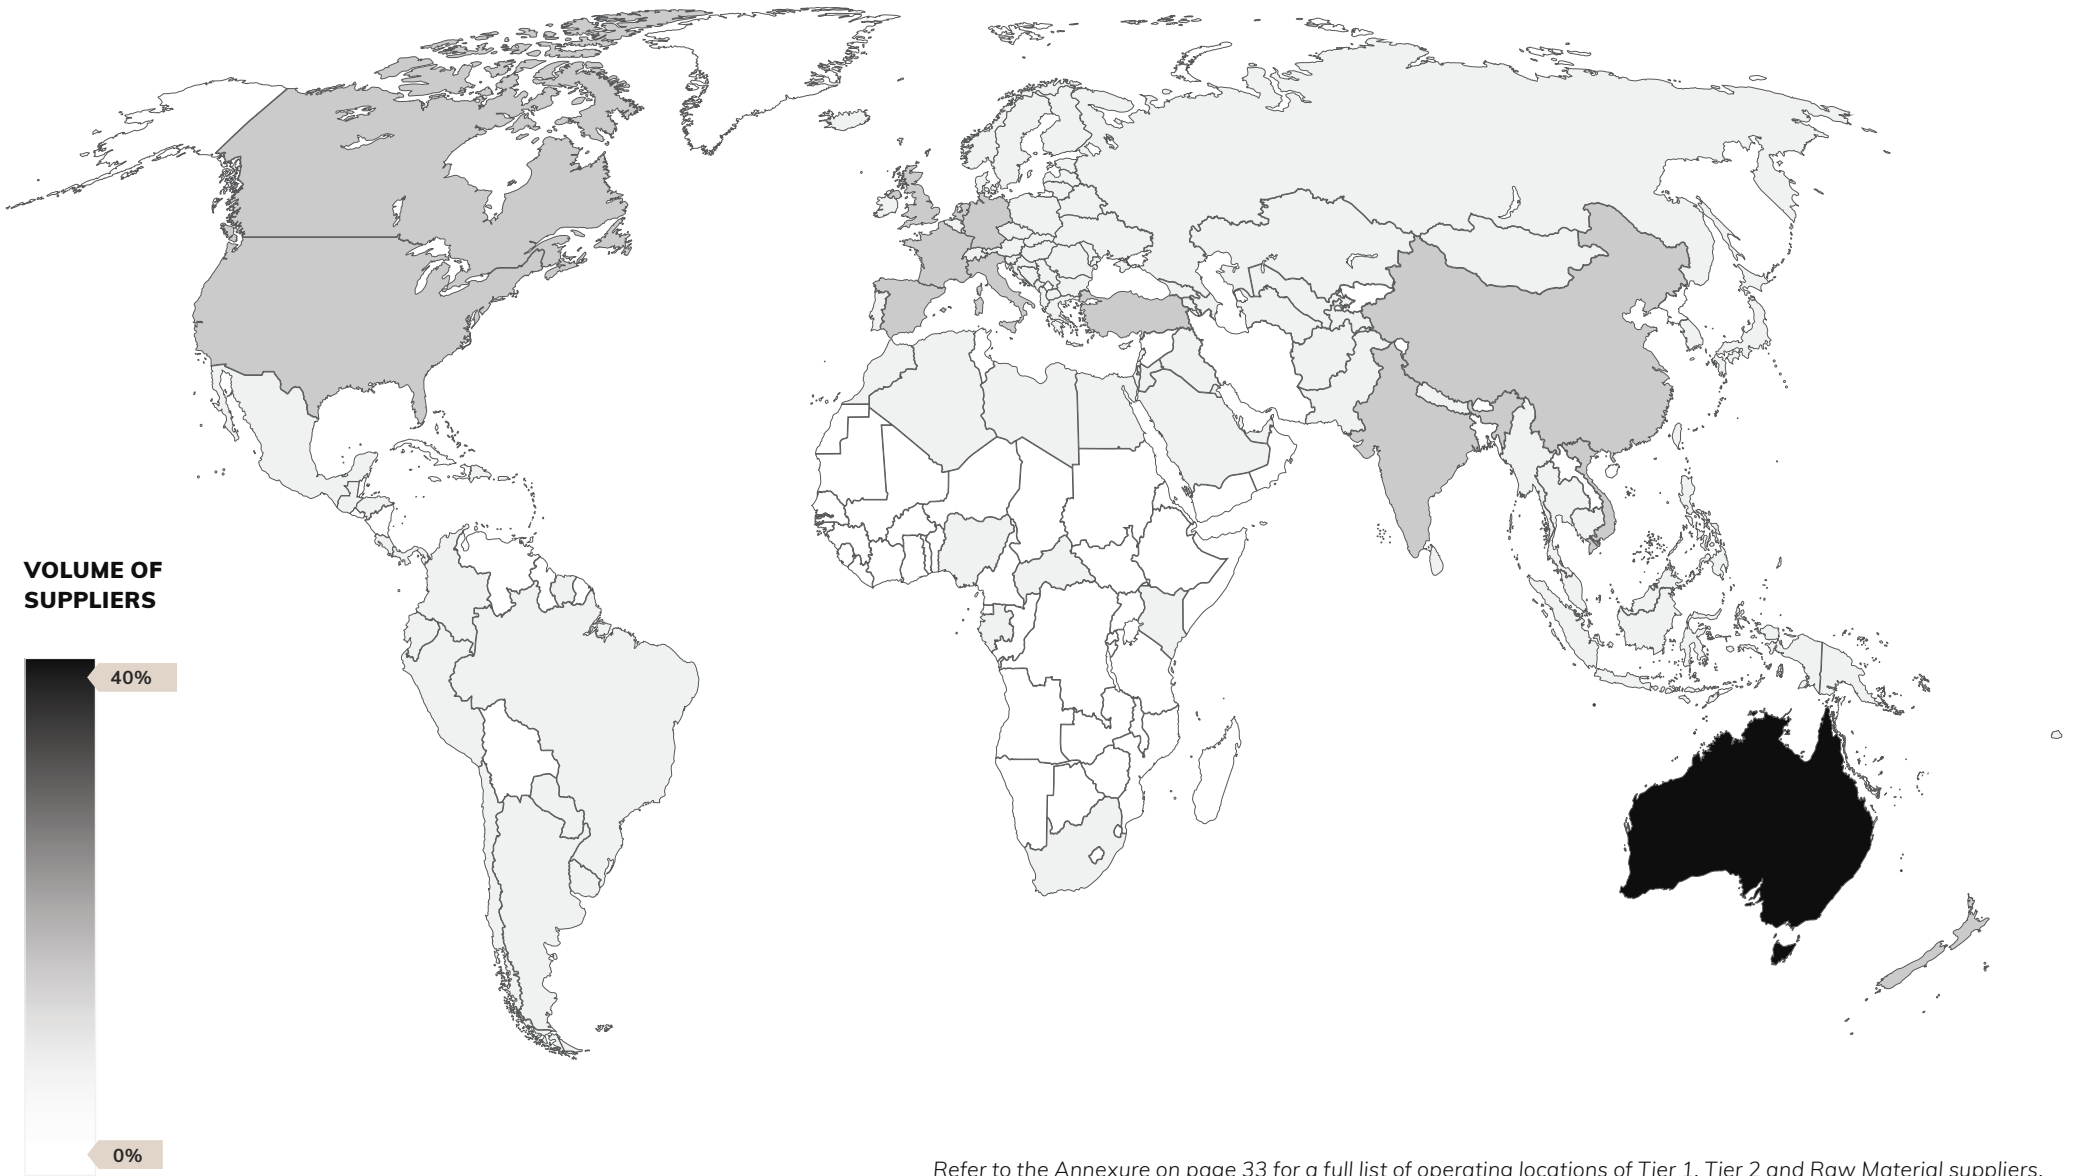 VOLUME OF
SUPPLIERS
40%
0%
Refer to the Annexure on page 33 for a full list of operating locations of Tier 1, Tier 2 and Raw Material suppliers.